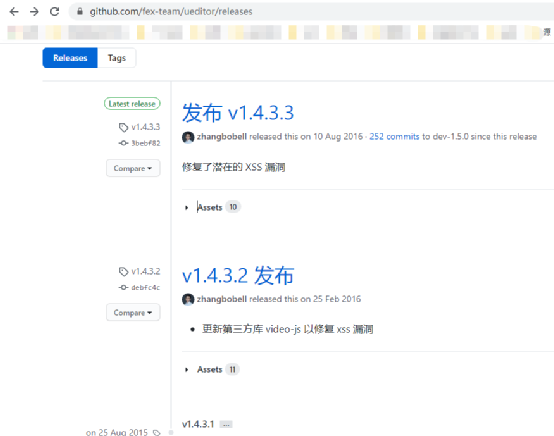 github.com/fex-team/ueditor/releases
Releases Tags
Latest release
v1.4.3.3
3bebf82
Compare
发布 v1.4.3.3
zhangbobell released this on 10 Aug 2016 · 252 commits to dev-1.5.0 since this release
修复了潜在的 XSS 漏洞
Assets 10
v1.4.3.2
debfc4c
Compare
v1.4.3.2 发布
zhangbobell released this on 25 Feb 2016
更新第三方库 video-js 以修复 xss 漏洞
Assets 11
on 25 Aug 2015
v1.4.3.1 ...